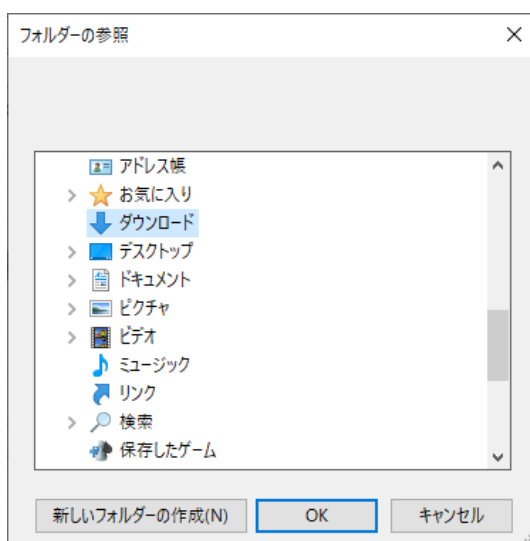 フォルダーの参照
アドレス帳
お気に入り
ダウンロード
デスクトップ
ドキュメント
ピクチャ
ビデオ
ミュージック
リンク
検索
保存したゲーム
新しいフォルダーの作成(N) OK キャンセル